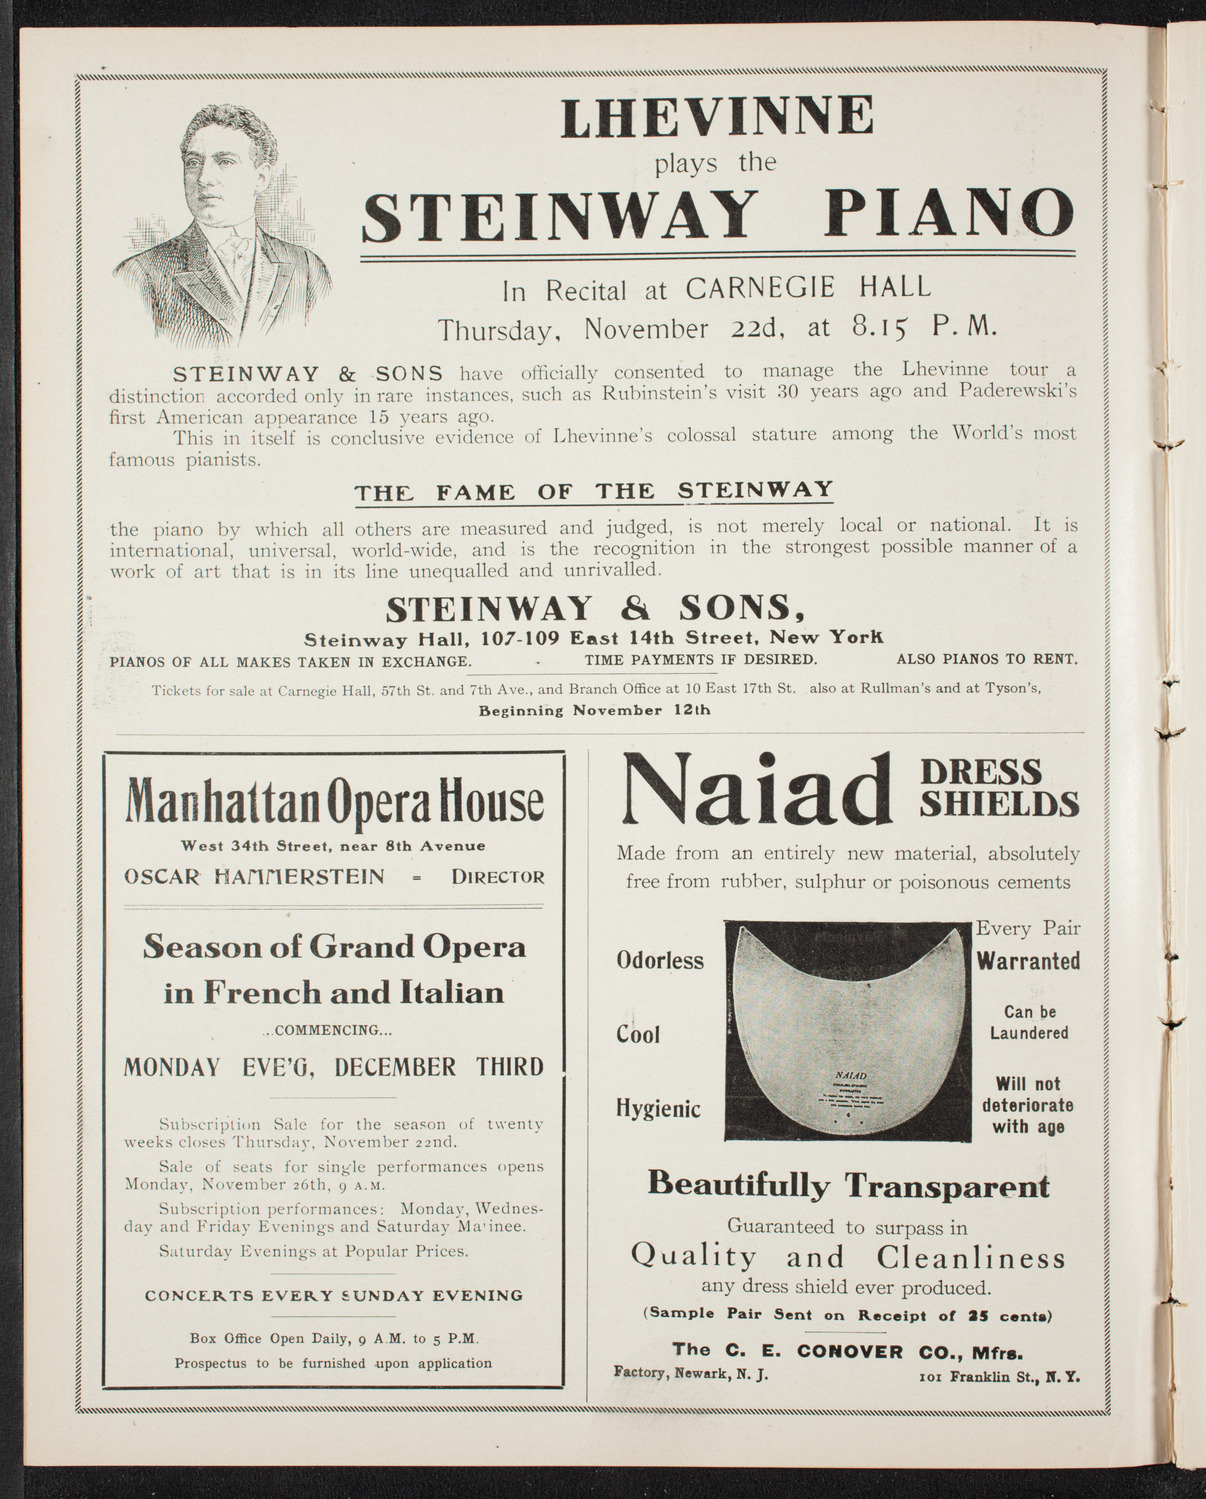 LHEVINNE
plays the
STEINWAY PIANO
In Recital at CARNEGIE HALL
Thursday, November 22d, at 8.15 P. M.
STEINWAY & SONS have officially consented to manage the Lhevinne tour a
distinction accorded only in rare instances, such as Rubinstein's visit 30 years ago and Paderewski's
first American appearance 15 years ago.
This in itself is conclusive evidence of Lhevinne's colossal stature among the World's most
famous pianists.
THE FAME OF THE STEINWAY
the piano by which all others are measured and judged, is not merely local or national. It is
international, universal, world-wide, and is the recognition in the strongest possible manner of a
work of art that is in its line unequalled and unrivalled.
STEINWAY & SONS,
Steinway Hall, 107-109 East 14th Street, New York
PIANOS OF ALL MAKES TAKEN IN EXCHANGE. - TIME PAYMENTS IF DESIRED. ALSO PIANOS TO RENT.
Tickets for sale at Carnegie Hall, 57th St. and 7th Ave., and Branch Office at 10 East 17th St. also at Rullman's and at Tyson's,
Beginning November 12th
Manhattan Opera House
West 34th Street, near 8th Avenue
OSCAR HAMMERSTEIN = DIRECTOR
Season of Grand Opera
in French and Italian
...COMMENCING...
MONDAY EVE'G, DECEMBER THIRD
Subscription Sale for the season of twenty
weeks closes Thursday, November 22nd.
Sale of seats for single performances opens
Monday, November 26th, 9 A.M.
Subscription performances: Monday, Wednes-
day and Friday Evenings and Saturday Matinee.
Saturday Evenings at Popular Prices.
CONCERTS EVERY SUNDAY EVENING
Box Office Open Daily, 9 A.M. to 5 P.M.
Prospectus to be furnished upon application
Naiad DRESS
SHIELDS
Made from an entirely new material, absolutely
free from rubber, sulphur or poisonous cements
Odorless
Cool
Hygienic
NAIAD
Every Pair
Warranted
Can be
Laundered
Will not
deteriorate
with age
Beautifully Transparent
Guaranteed to surpass in
Quality and Cleanliness
any dress shield ever produced.
(Sample Pair Sent on Receipt of 25 cents)
The C. E. CONOVER CO., Mfrs.
Factory, Newark, N. J. 101 Franklin St., N. Y.